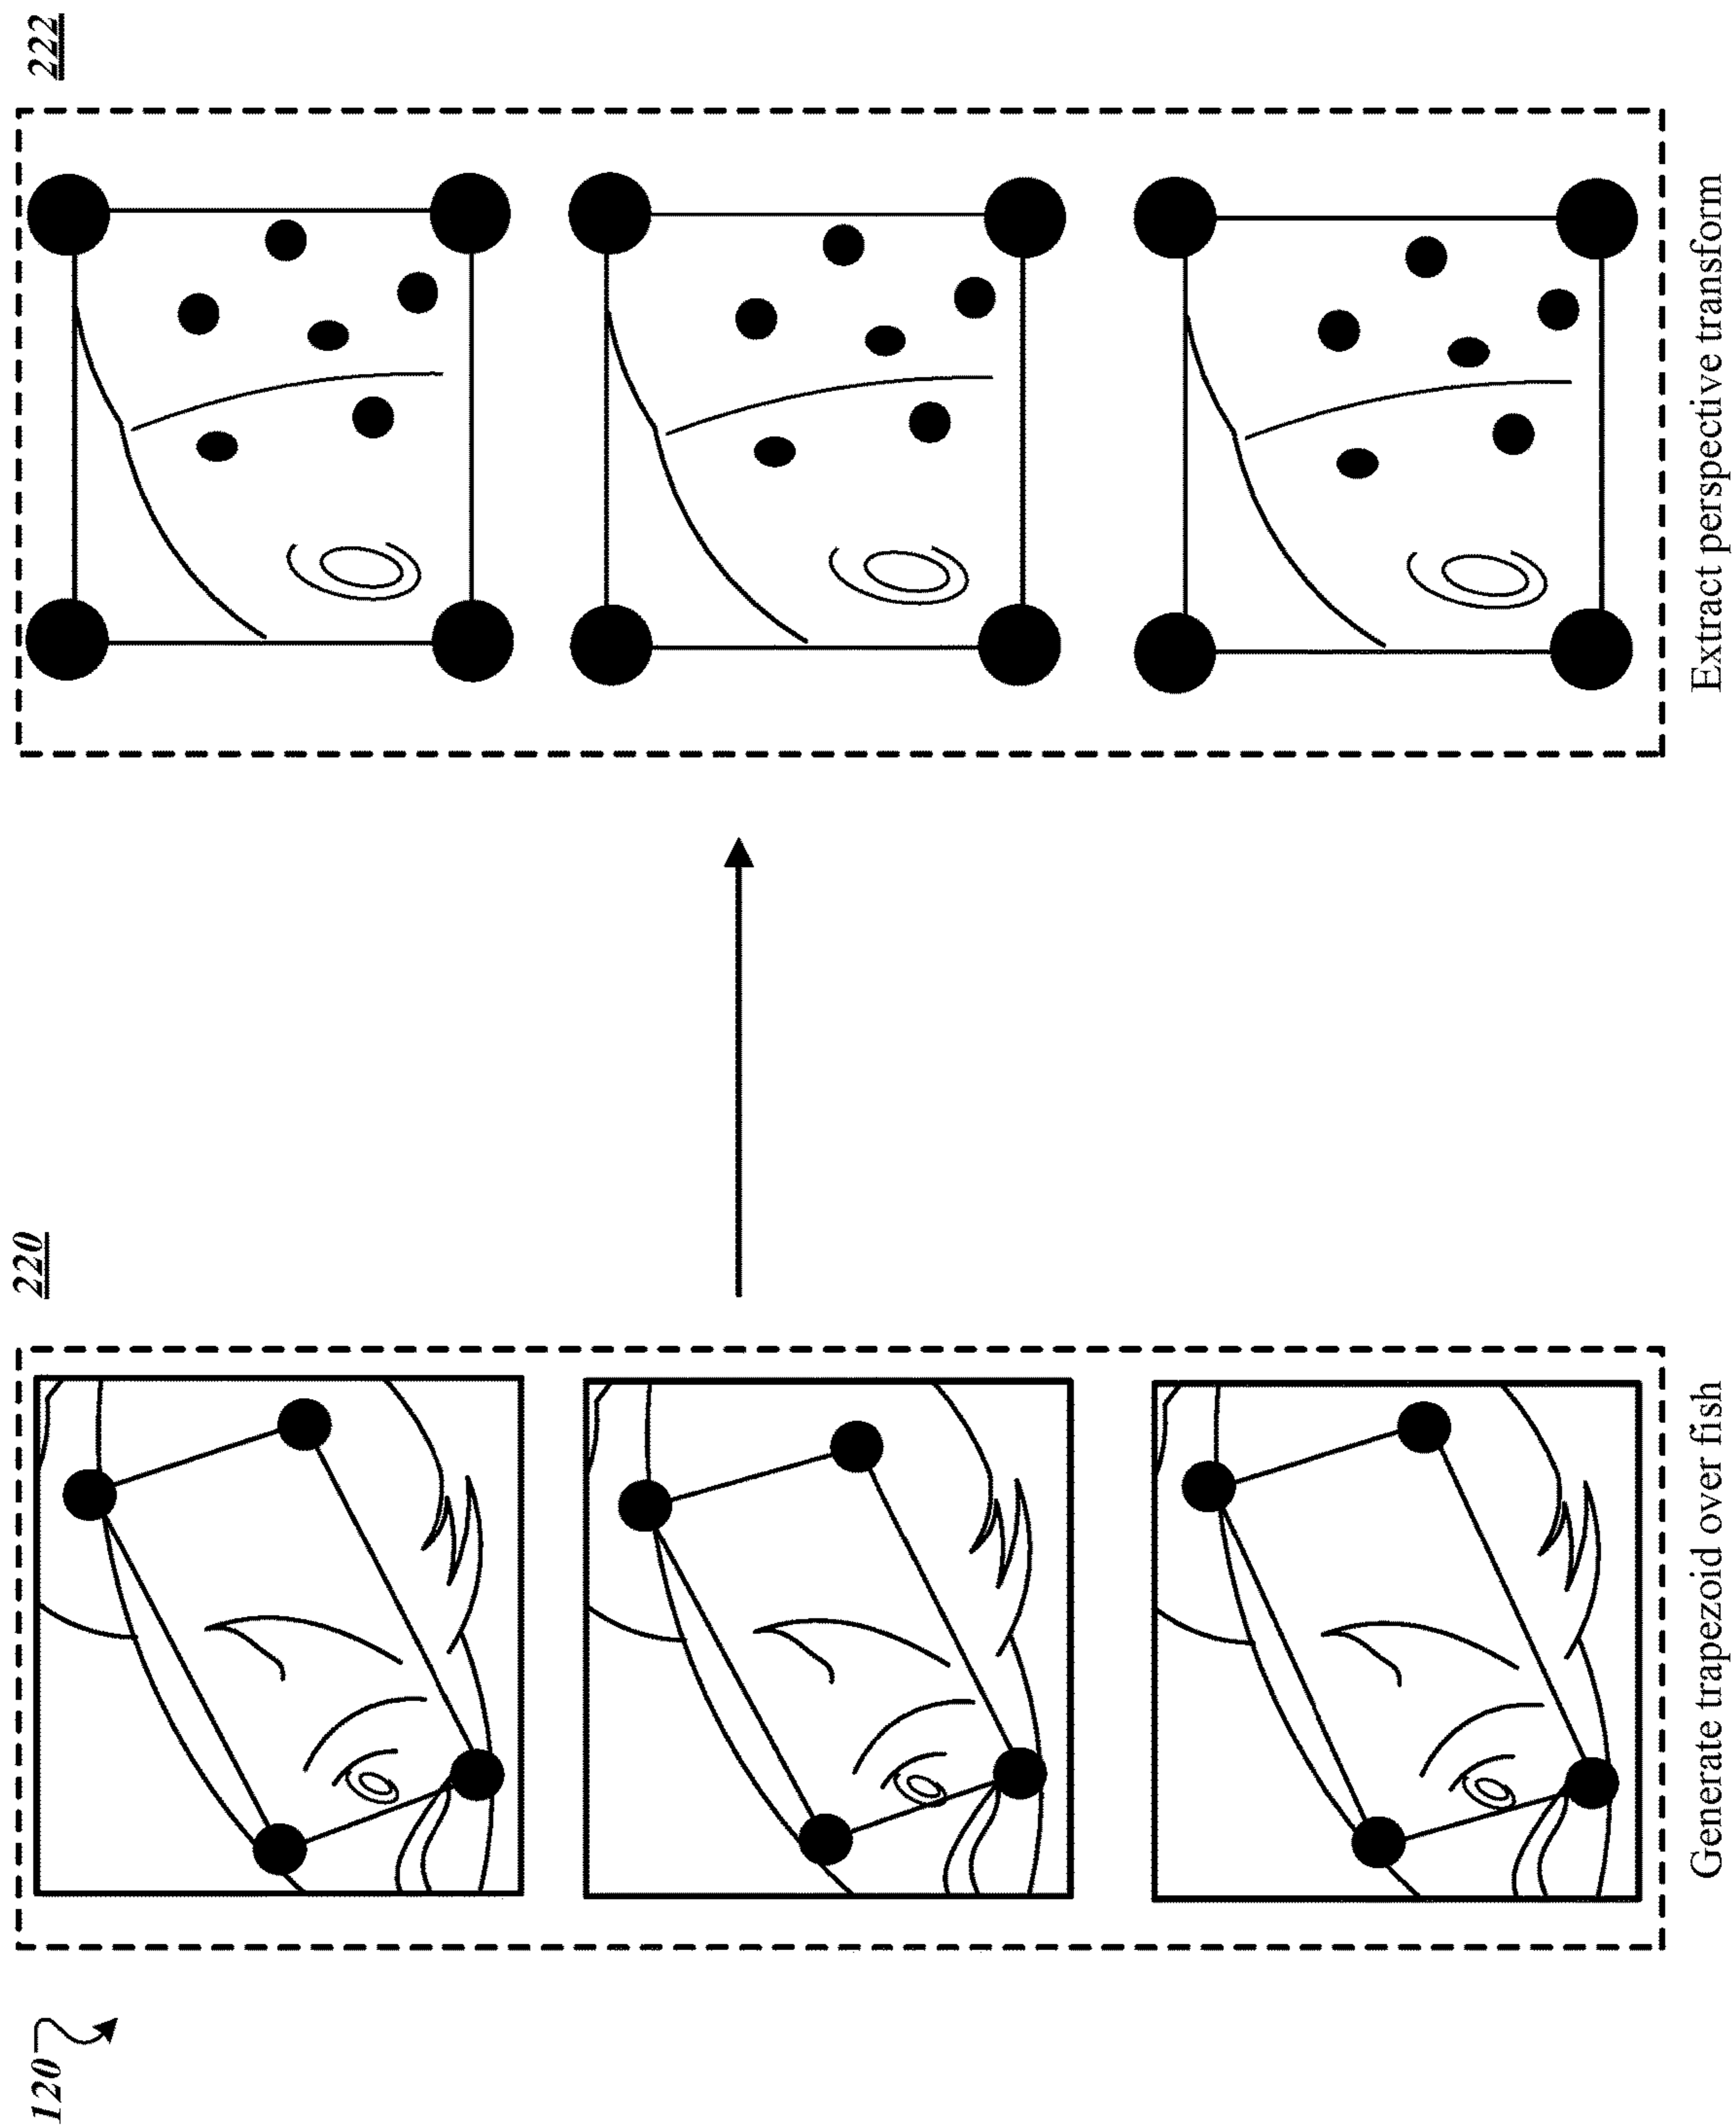 120
220
222
Generate trapezoid over fish
Extract perspective transform